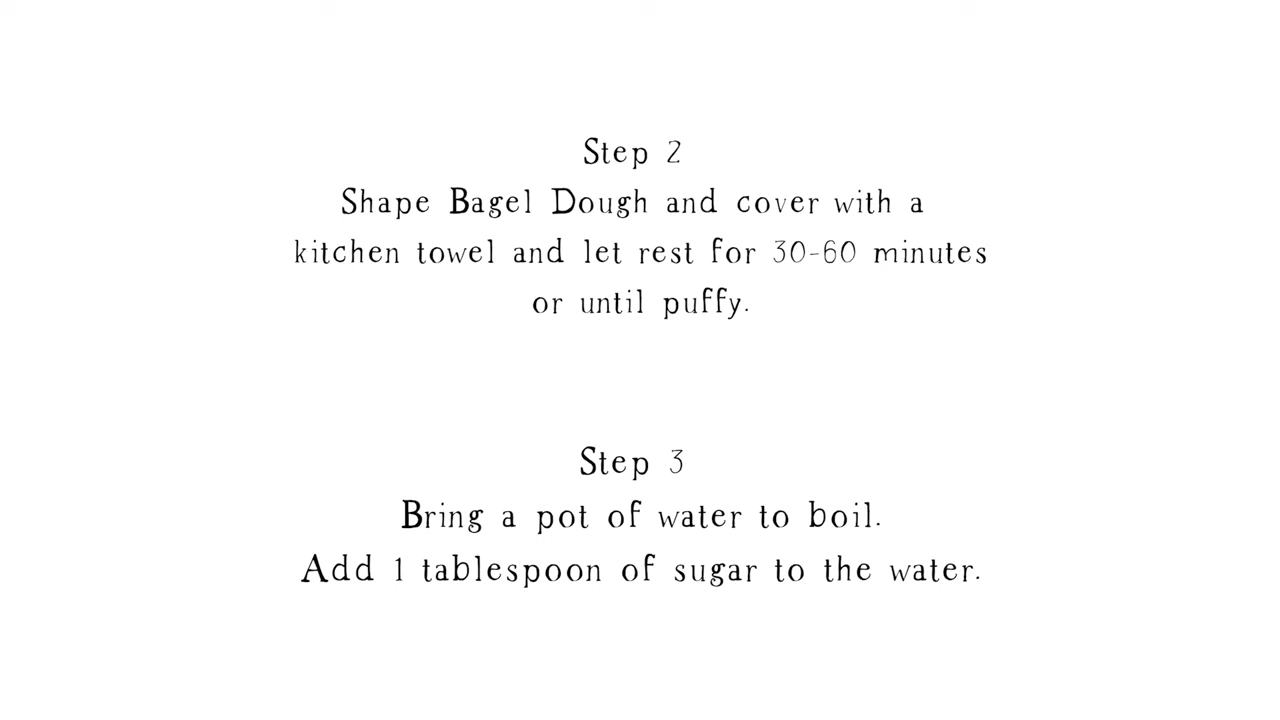 Step 2
Shape Bagel Dough and cover with a
kitchen towel and let rest for 30-60 minutes
or until puffy.
Step 3
Bring a pot of water to boil.
Add 1 tablespoon of sugar to the water.